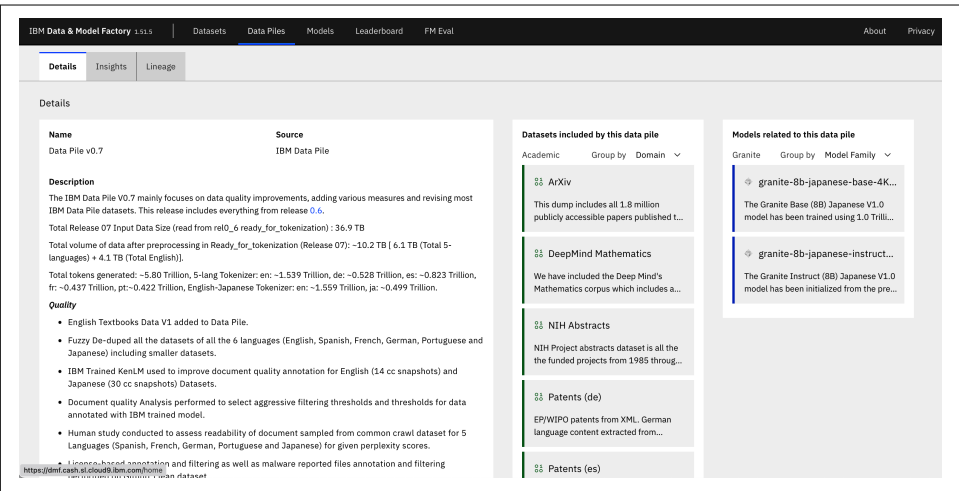 IBM Data & Model Factory 1.51.5 Datasets Data Piles Models Leaderboard FM Eval About Privacy
Details Insights Lineage
Details
Name
Data Pile v0.7
Source
IBM Data Pile
Description
The IBM Data Pile V0.7 mainly focuses on data quality improvements, adding various measures and revising most
IBM Data Pile datasets. This release includes everything from release 0.6.
Total Release 07 Input Data Size (read from rel0_6 ready_for_tokenization) : 36.9 TB
Total volume of data after preprocessing in Ready_for_tokenization (Release 07): ~10.2 TB [ 6.1 TB (Total 5-
languages) + 4.1 TB (Total English)].
Total tokens generated: ~5.80 Trillion, 5-lang Tokenizer: en: ~1.539 Trillion, de: ~0.528 Trillion, es: ~0.823 Trillion,
fr: ~0.437 Trillion, pt:~0.422 Trillion, English-Japanese Tokenizer: en: ~1.559 Trillion, ja: ~0.499 Trillion.
Quality
• English Textbooks Data V1 added to Data Pile.
• Fuzzy De-duped all the datasets of all the 6 languages (English, Spanish, French, German, Portuguese and
Japanese) including smaller datasets.
• IBM Trained KenLM used to improve document quality annotation for English (14 cc snapshots) and
Japanese (30 cc snapshots) Datasets.
• Document quality Analysis performed to select aggressive filtering thresholds and thresholds for data
annotated with IBM trained model.
• Human study conducted to assess readability of document sampled from common crawl dataset for 5
Languages (Spanish, French, German, Portuguese and Japanese) for given perplexity scores.
• License-based annotation and filtering as well as malware reported files annotation and filtering
https://dmf.cash.sl.cloud9.ibm.com/home
dataset.
Datasets included by this data pile
Academic Group by Domain
ArXiv
This dump includes all 1.8 million
publicly accessible papers published t...
DeepMind Mathematics
We have included the Deep Mind's
Mathematics corpus which includes a...
NIH Abstracts
NIH Project abstracts dataset is all the
the funded projects from 1985 throug...
Patents (de)
EP/WIPO patents from XML. German
language content extracted from...
Patents (es)
Models related to this data pile
Granite Group by Model Family
granite-8b-japanese-base-4K...
The Granite Base (8B) Japanese V1.0
model has been trained using 1.0 Trilli...
granite-8b-japanese-instruct...
The Granite Instruct (8B) Japanese V1.0
model has been initialized from the pre...